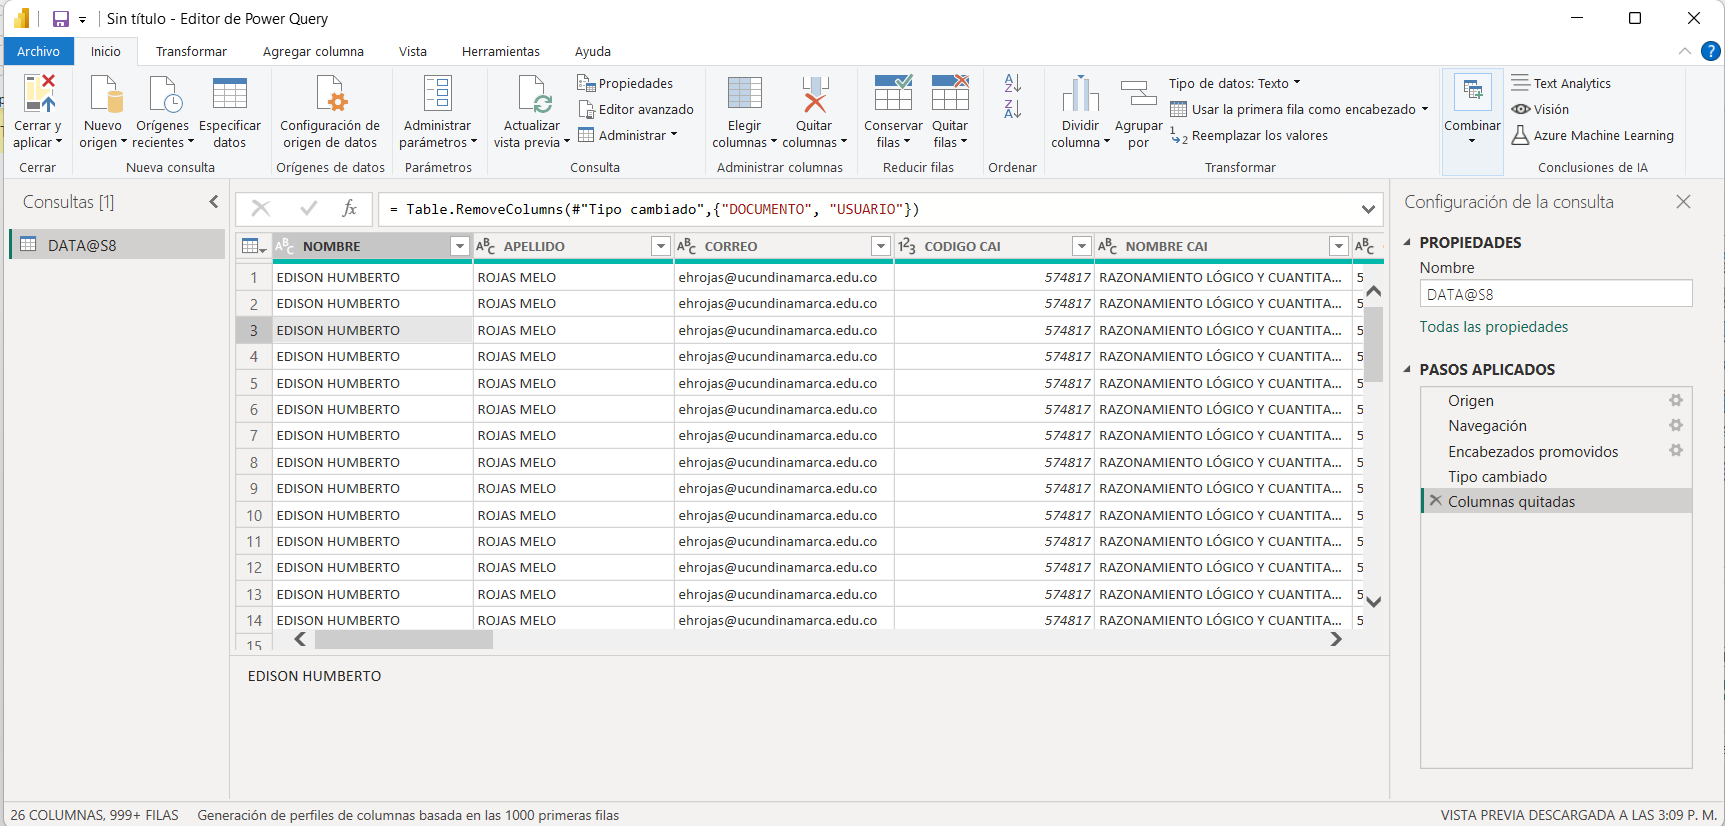 Sin título - Editor de Power Query
Archivo Inicio Transformar Agregar columna Vista Herramientas Ayuda
Cerrar y aplicar
Cerrar
Nuevo origen
Orígenes recientes
Especificar datos
Nueva consulta
Configuración de origen de datos
Orígenes de datos
Administrar parámetros
Parámetros
Actualizar vista previa
Propiedades
Editor avanzado
Administrar
Consulta
Elegir columnas
Quitar columnas
Administrar columnas
Conservar filas
Quitar filas
Reducir filas
A Z
Z A
Ordenar
Dividir columna
Agrupar por
Tipo de datos: Texto
Usar la primera fila como encabezado
1 2 Reemplazar los valores
Transformar
Combinar
Text Analytics
Visión
Azure Machine Learning
Conclusiones de IA
Consultas [1]
DATA@S8
fx = Table.RemoveColumns(#"Tipo cambiado",{"DOCUMENTO", "USUARIO"})
ABC NOMBRE ABC APELLIDO ABC CORREO 123 CODIGO CAI ABC NOMBRE CAI ABC
1 EDISON HUMBERTO ROJAS MELO ehrojas@ucundinamarca.edu.co 574817 RAZONAMIENTO LÓGICO Y CUANTITA... 5
2 EDISON HUMBERTO ROJAS MELO ehrojas@ucundinamarca.edu.co 574817 RAZONAMIENTO LÓGICO Y CUANTITA... 5
3 EDISON HUMBERTO ROJAS MELO ehrojas@ucundinamarca.edu.co 574817 RAZONAMIENTO LÓGICO Y CUANTITA... 5
4 EDISON HUMBERTO ROJAS MELO ehrojas@ucundinamarca.edu.co 574817 RAZONAMIENTO LÓGICO Y CUANTITA... 5
5 EDISON HUMBERTO ROJAS MELO ehrojas@ucundinamarca.edu.co 574817 RAZONAMIENTO LÓGICO Y CUANTITA... 5
6 EDISON HUMBERTO ROJAS MELO ehrojas@ucundinamarca.edu.co 574817 RAZONAMIENTO LÓGICO Y CUANTITA... 5
7 EDISON HUMBERTO ROJAS MELO ehrojas@ucundinamarca.edu.co 574817 RAZONAMIENTO LÓGICO Y CUANTITA... 5
8 EDISON HUMBERTO ROJAS MELO ehrojas@ucundinamarca.edu.co 574817 RAZONAMIENTO LÓGICO Y CUANTITA... 5
9 EDISON HUMBERTO ROJAS MELO ehrojas@ucundinamarca.edu.co 574817 RAZONAMIENTO LÓGICO Y CUANTITA... 5
10 EDISON HUMBERTO ROJAS MELO ehrojas@ucundinamarca.edu.co 574817 RAZONAMIENTO LÓGICO Y CUANTITA... 5
11 EDISON HUMBERTO ROJAS MELO ehrojas@ucundinamarca.edu.co 574817 RAZONAMIENTO LÓGICO Y CUANTITA... 5
12 EDISON HUMBERTO ROJAS MELO ehrojas@ucundinamarca.edu.co 574817 RAZONAMIENTO LÓGICO Y CUANTITA... 5
13 EDISON HUMBERTO ROJAS MELO ehrojas@ucundinamarca.edu.co 574817 RAZONAMIENTO LÓGICO Y CUANTITA... 5
14 EDISON HUMBERTO ROJAS MELO ehrojas@ucundinamarca.edu.co 574817 RAZONAMIENTO LÓGICO Y CUANTITA... 5
15
EDISON HUMBERTO
Configuración de la consulta
PROPIEDADES
Nombre
DATA@S8
Todas las propiedades
PASOS APLICADOS
Origen
Navegación
Encabezados promovidos
Tipo cambiado
Columnas quitadas
26 COLUMNAS, 999+ FILAS Generación de perfiles de columnas basada en las 1000 primeras filas VISTA PREVIA DESCARGADA A LAS 3:09 P. M.